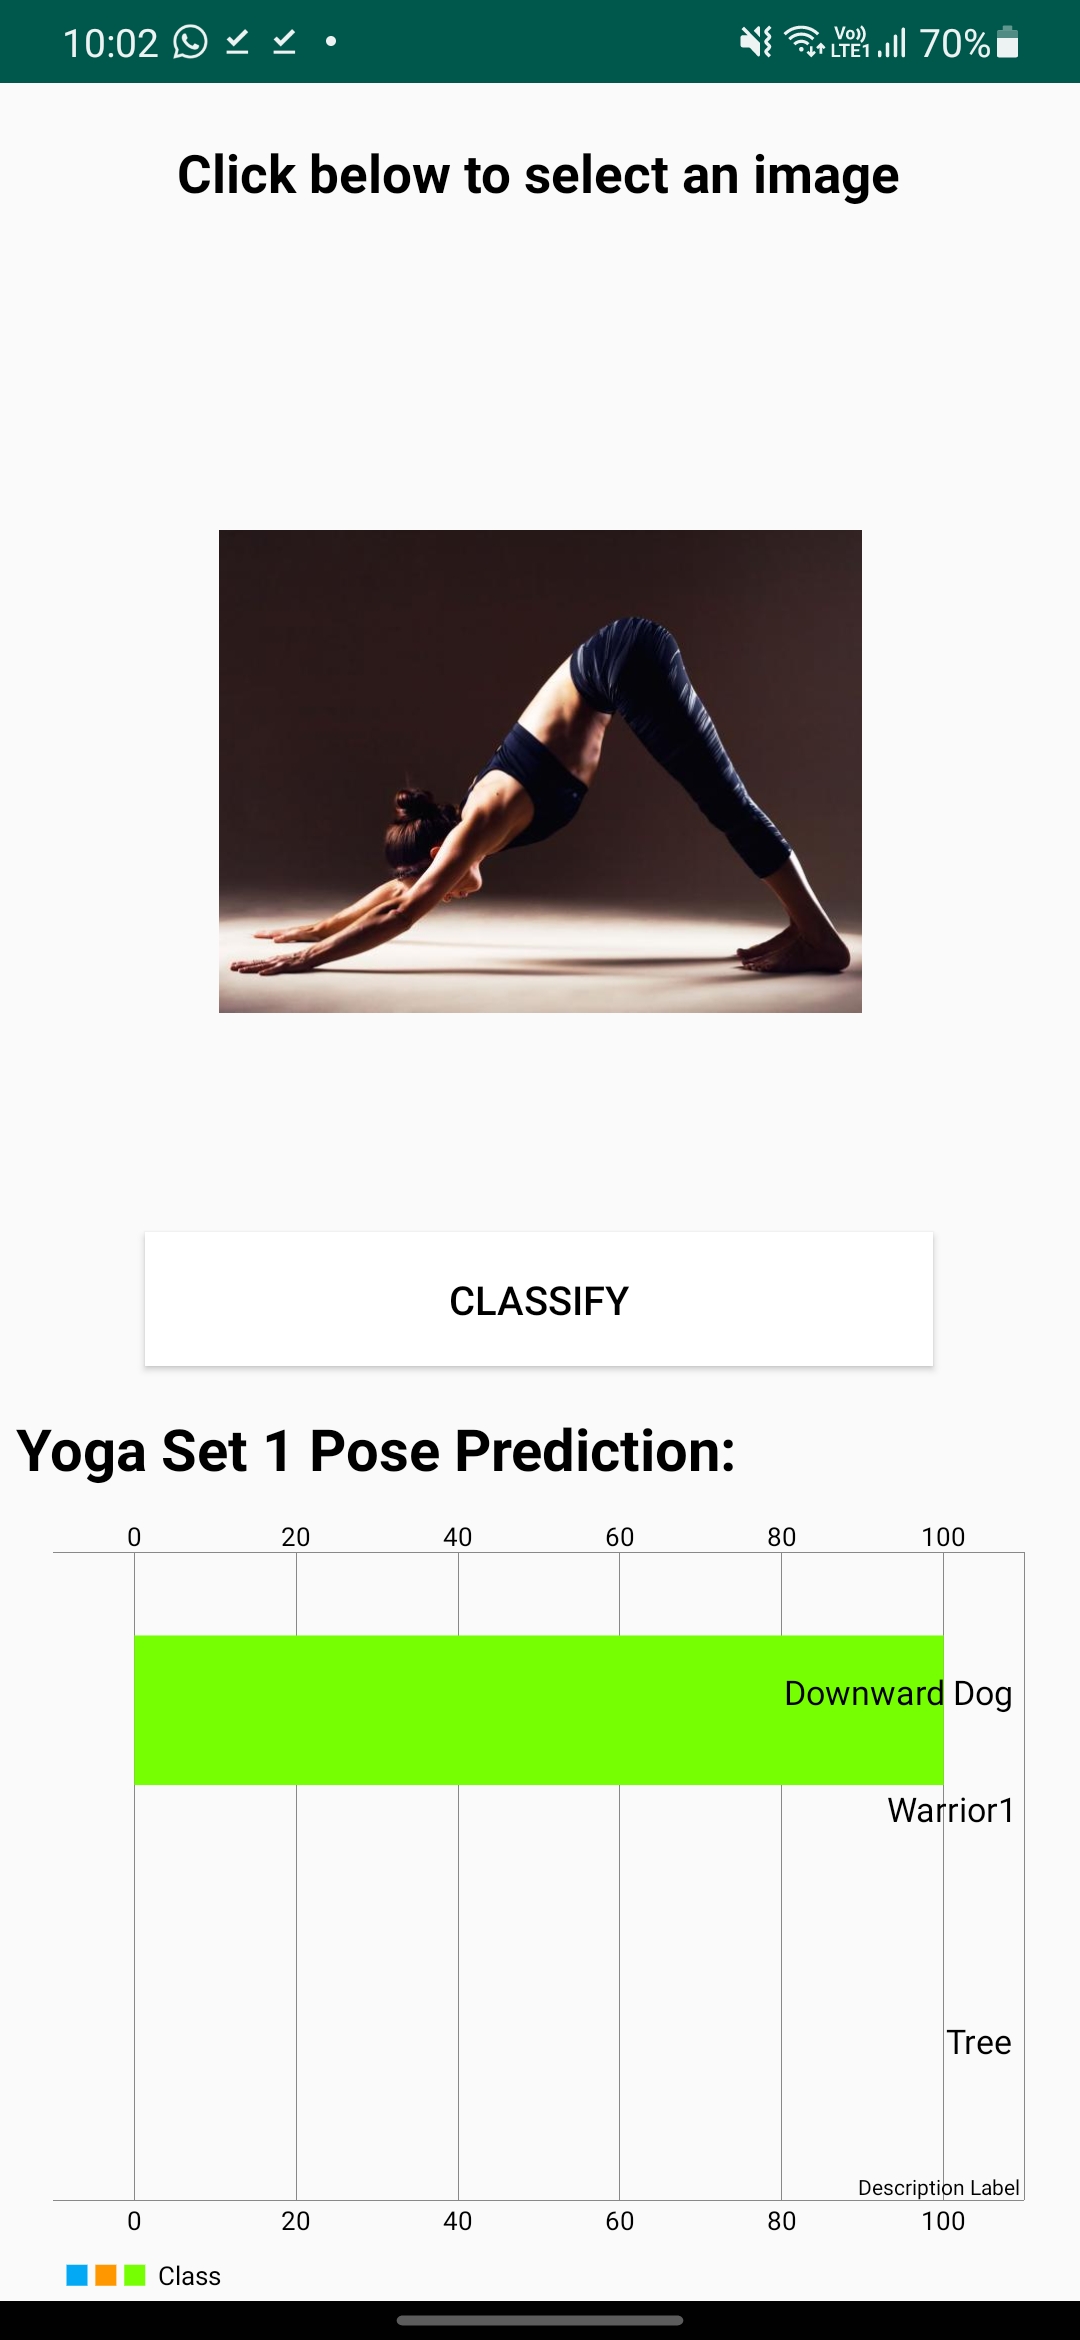 10:02 Vo)) LTE1 70%
Click below to select an image
CLASSIFY
Yoga Set 1 Pose Prediction:
0 20 40 60 80 100
Downward Dog
Warrior1
Tree
Description Label
0 20 40 60 80 100
Class